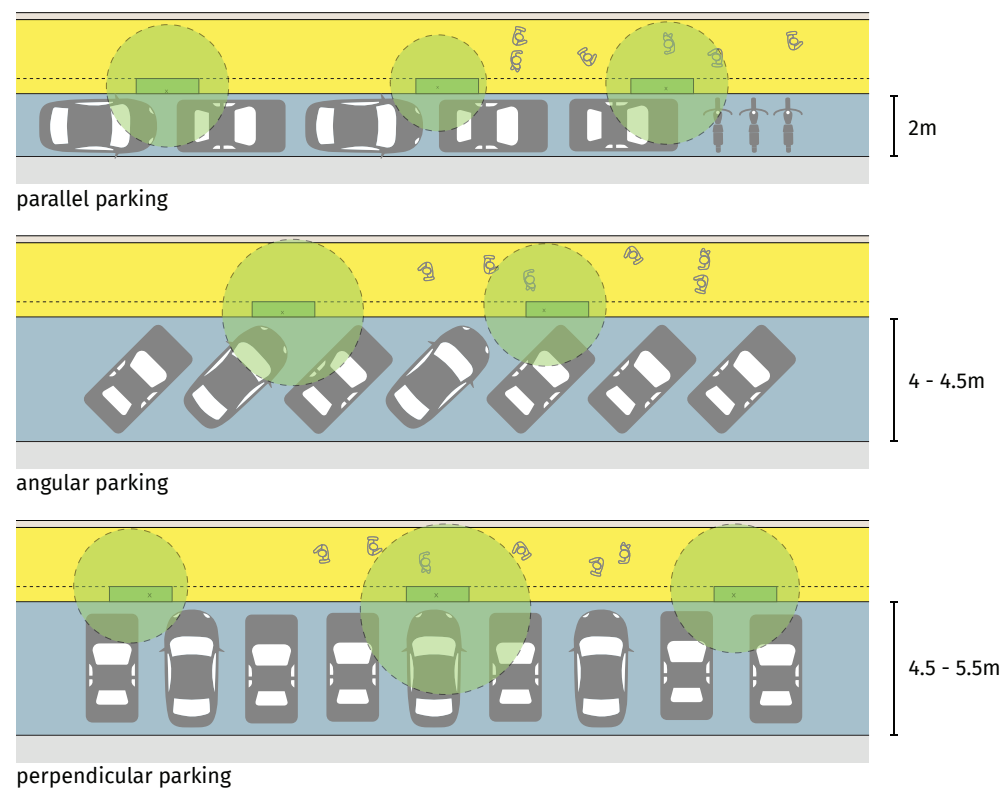 2m
parallel parking
4 - 4.5m
angular parking
4.5 - 5.5m
perpendicular parking